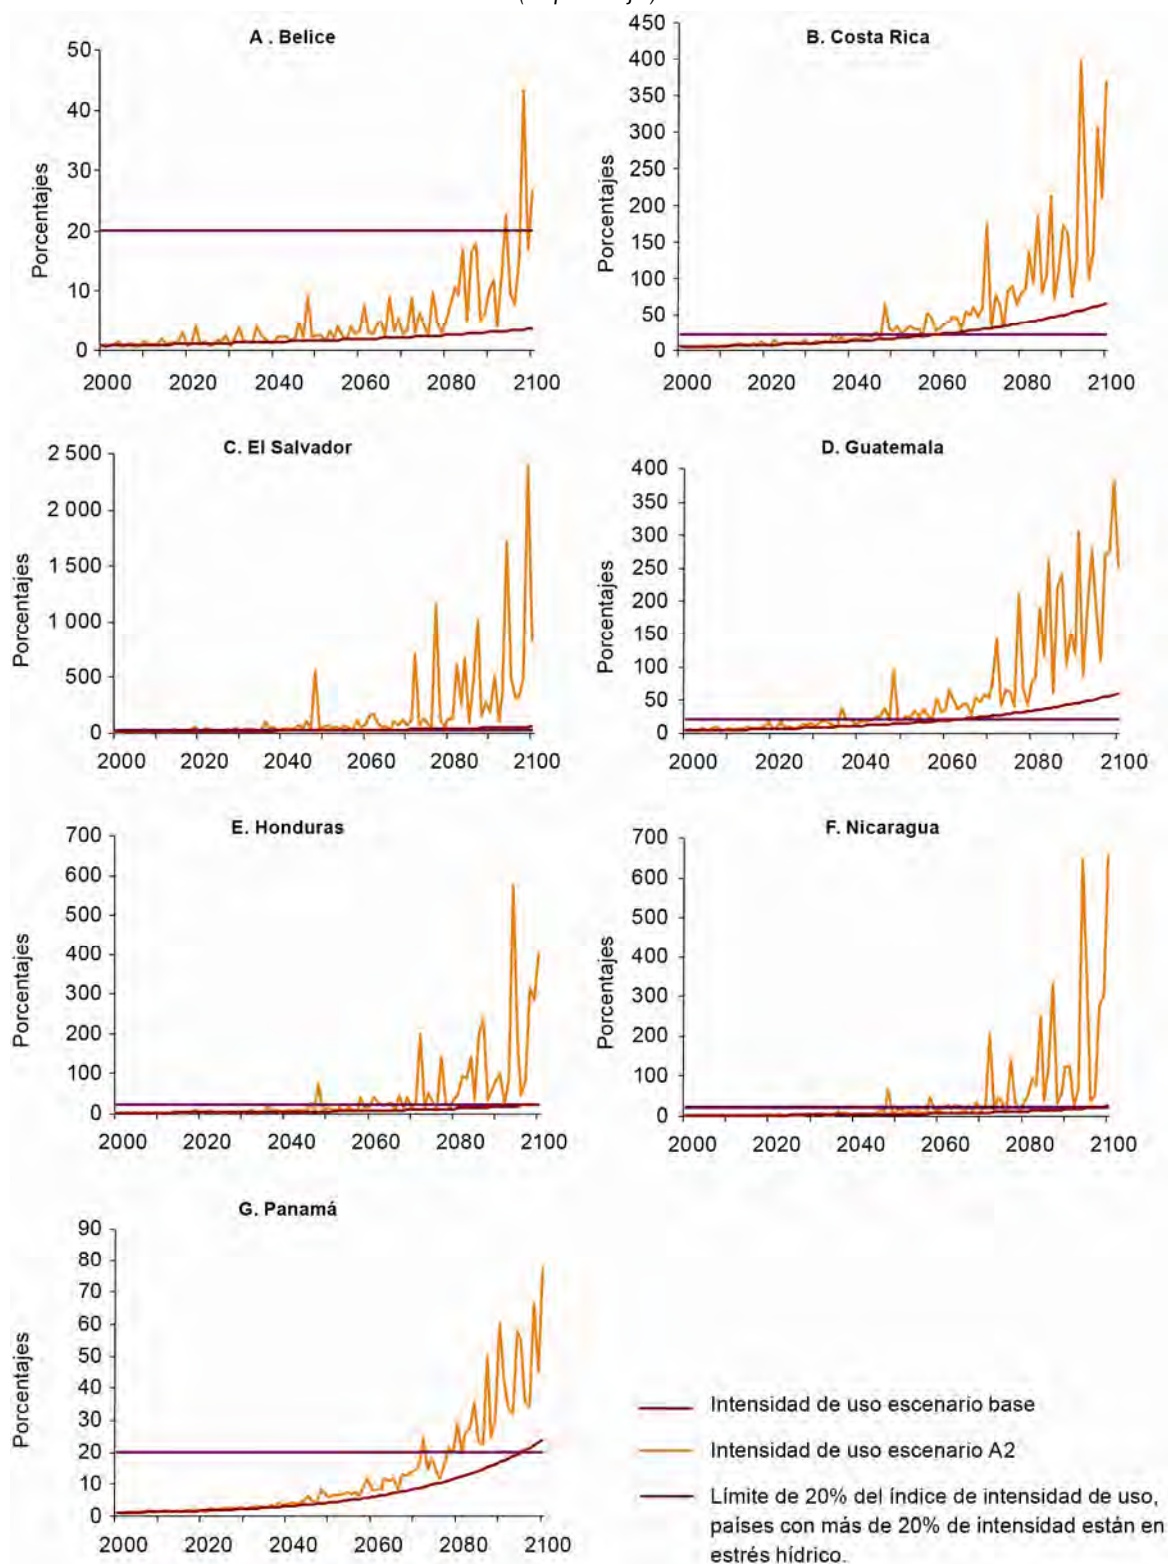 A . Belice
Porcentajes
50
40
30
20
10
0
2000 2020 2040 2060 2080 2100
B. Costa Rica
Porcentajes
450
400
350
300
250
200
150
100
50
0
2000 2020 2040 2060 2080 2100
C. El Salvador
Porcentajes
2 500
2 000
1 500
1 000
500
0
2000 2020 2040 2060 2080 2100
D. Guatemala
Porcentajes
400
350
300
250
200
150
100
50
0
2000 2020 2040 2060 2080 2100
E. Honduras
Porcentajes
700
600
500
400
300
200
100
0
2000 2020 2040 2060 2080 2100
F. Nicaragua
Porcentajes
700
600
500
400
300
200
100
0
2000 2020 2040 2060 2080 2100
G. Panamá
Porcentajes
90
80
70
60
50
40
30
20
10
0
2000 2020 2040 2060 2080 2100
Intensidad de uso escenario base
Intensidad de uso escenario A2
Límite de 20% del índice de intensidad de uso,
países con más de 20% de intensidad están en
estrés hídrico.